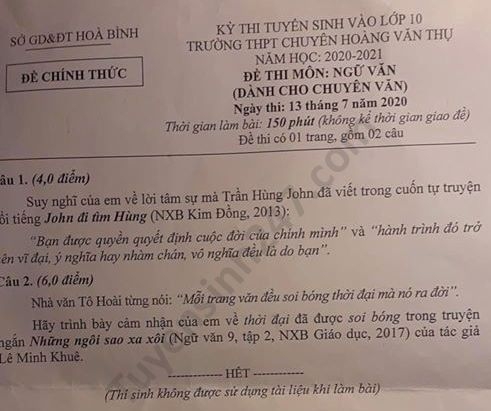 SỞ GD&ĐT HOÀ BÌNH
ĐỀ CHÍNH THỨC
KỲ THI TUYỂN SINH VÀO LỚP 10
TRƯỜNG THPT CHUYÊN HOÀNG VĂN THỤ
NĂM HỌC: 2020-2021
ĐỀ THI MÔN: NGỮ VĂN
(DÀNH CHO CHUYÊN VĂN)
Ngày thi: 13 tháng 7 năm 2020
Thời gian làm bài: 150 phút (không kể thời gian giao đề)
Đề thi có 01 trang, gồm 02 câu
âu 1. (4,0 điểm)
Suy nghĩ của em về lời tâm sự mà Trần Hùng John đã viết trong cuốn tự truyện
ổi tiếng John đi tìm Hùng (NXB Kim Đồng, 2013):
“Bạn được quyền quyết định cuộc đời của chính mình” và “hành trình đó trở
ên vĩ đại, ý nghĩa hay nhàm chán, vô nghĩa đều là do bạn”.
Câu 2. (6,0 điểm)
Nhà văn Tô Hoài từng nói: “Mỗi trang văn đều soi bóng thời đại mà nó ra đời”.
Hãy trình bày cảm nhận của em về thời đại đã được soi bóng trong truyện
ngắn Những ngôi sao xa xôi (Ngữ văn 9, tập 2, NXB Giáo dục, 2017) của tác giả
Lê Minh Khuê.
HẾT
(Thí sinh không được sử dụng tài liệu khi làm bài)
Tuyensinh247.com